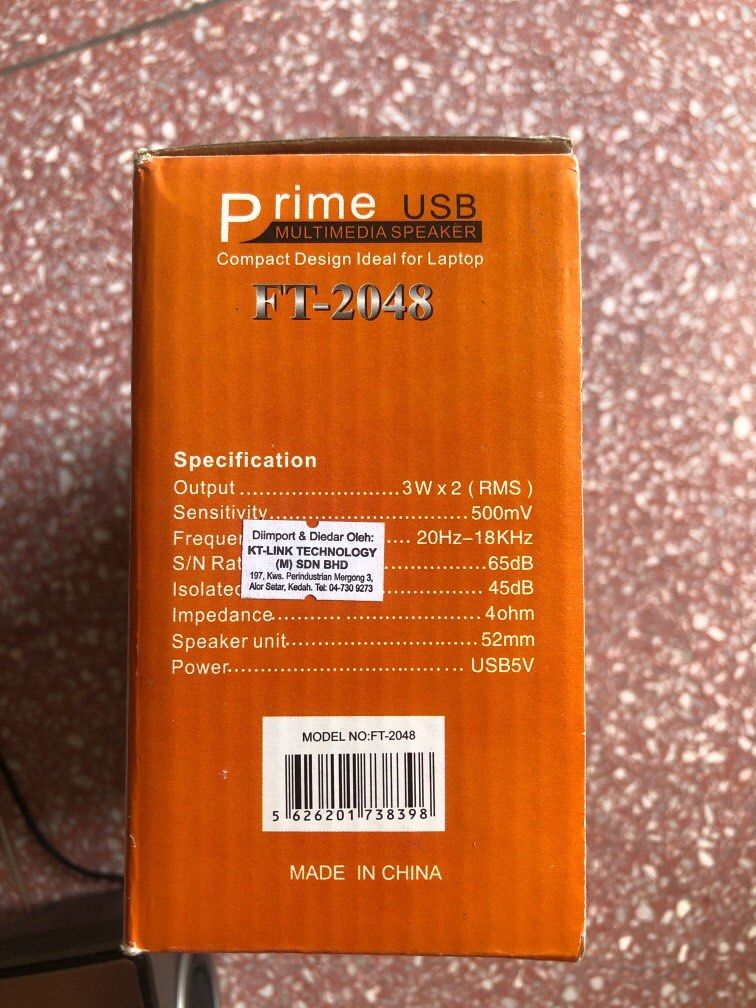 Prime USB
MULTIMEDIA SPEAKER
Compact Design Ideal for Laptop
FT-2048
Specification
Output ........................3W x 2 ( RMS )
Sensitivity.................................500mV
.... 20Hz–18KHz
S/N ................65dB
................45dB
Impedance................................4ohm
Speaker unit.............................52mm
Power.................................... USB5V
Diimport & Diedar Oleh:
KT-LINK TECHNOLOGY
(M) SDN BHD
197, Kws. Perindustrian Mergong 3,
Alor Setar, Kedah. Tel: 04-730 9273
MODEL NO:FT-2048
5 626201 738398
MADE IN CHINA